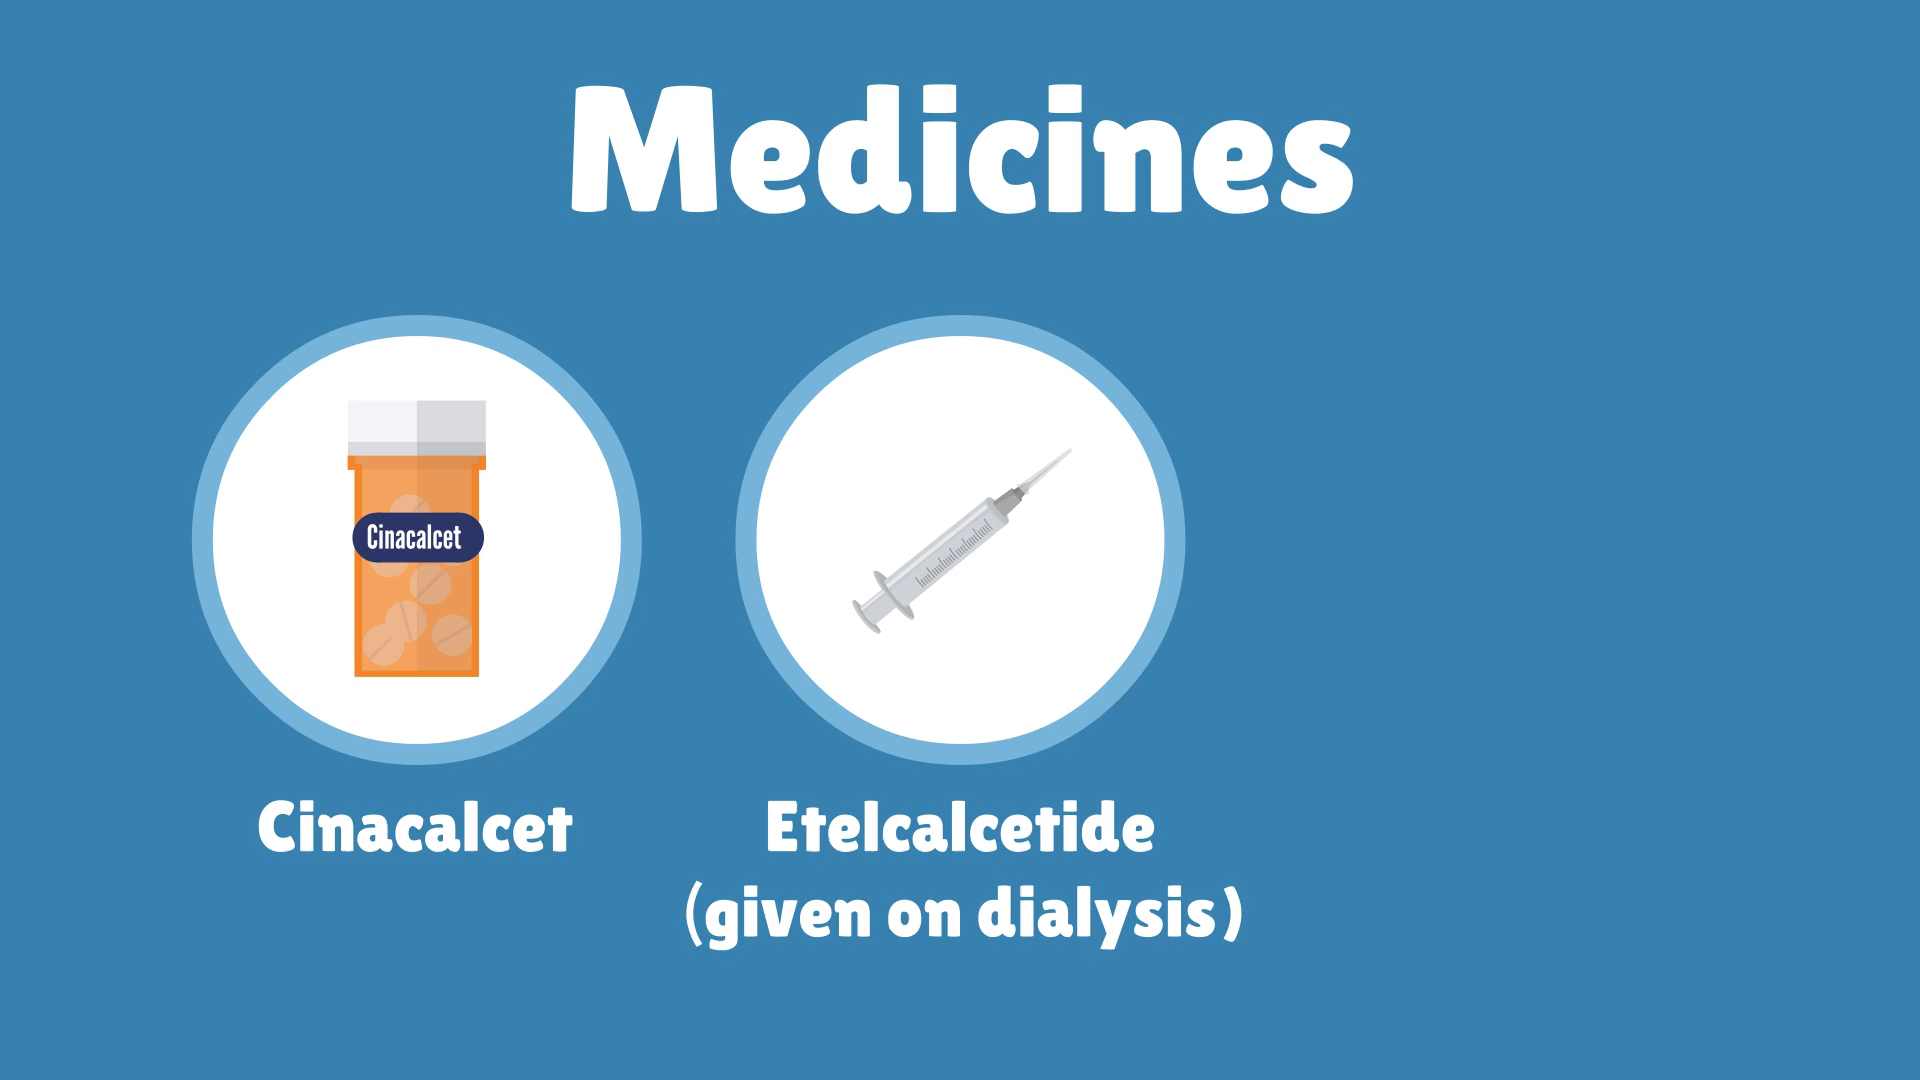 Medicines
Cinacalcet
Cinacalcet
Etelcalcetide
(given on dialysis)